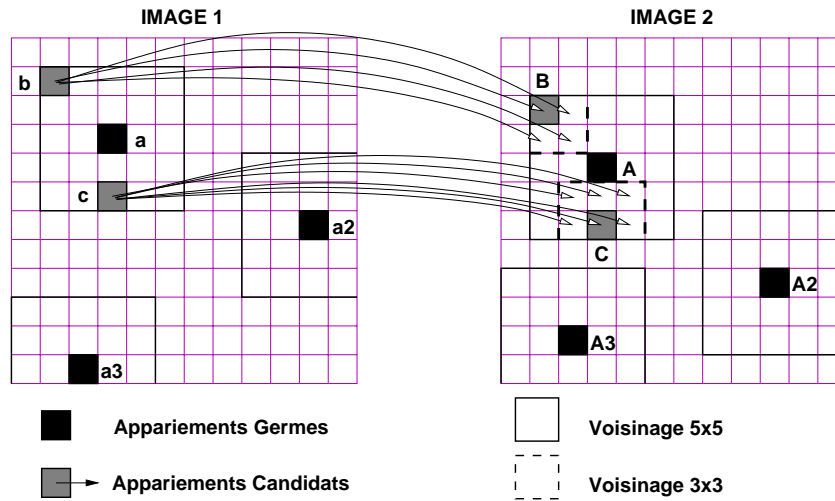 IMAGE 1
IMAGE 2
b
B
a
A
c
a2
C
A2
A3
a3
Appariements Germes
Voisinage 5x5
Appariements Candidats
Voisinage 3x3